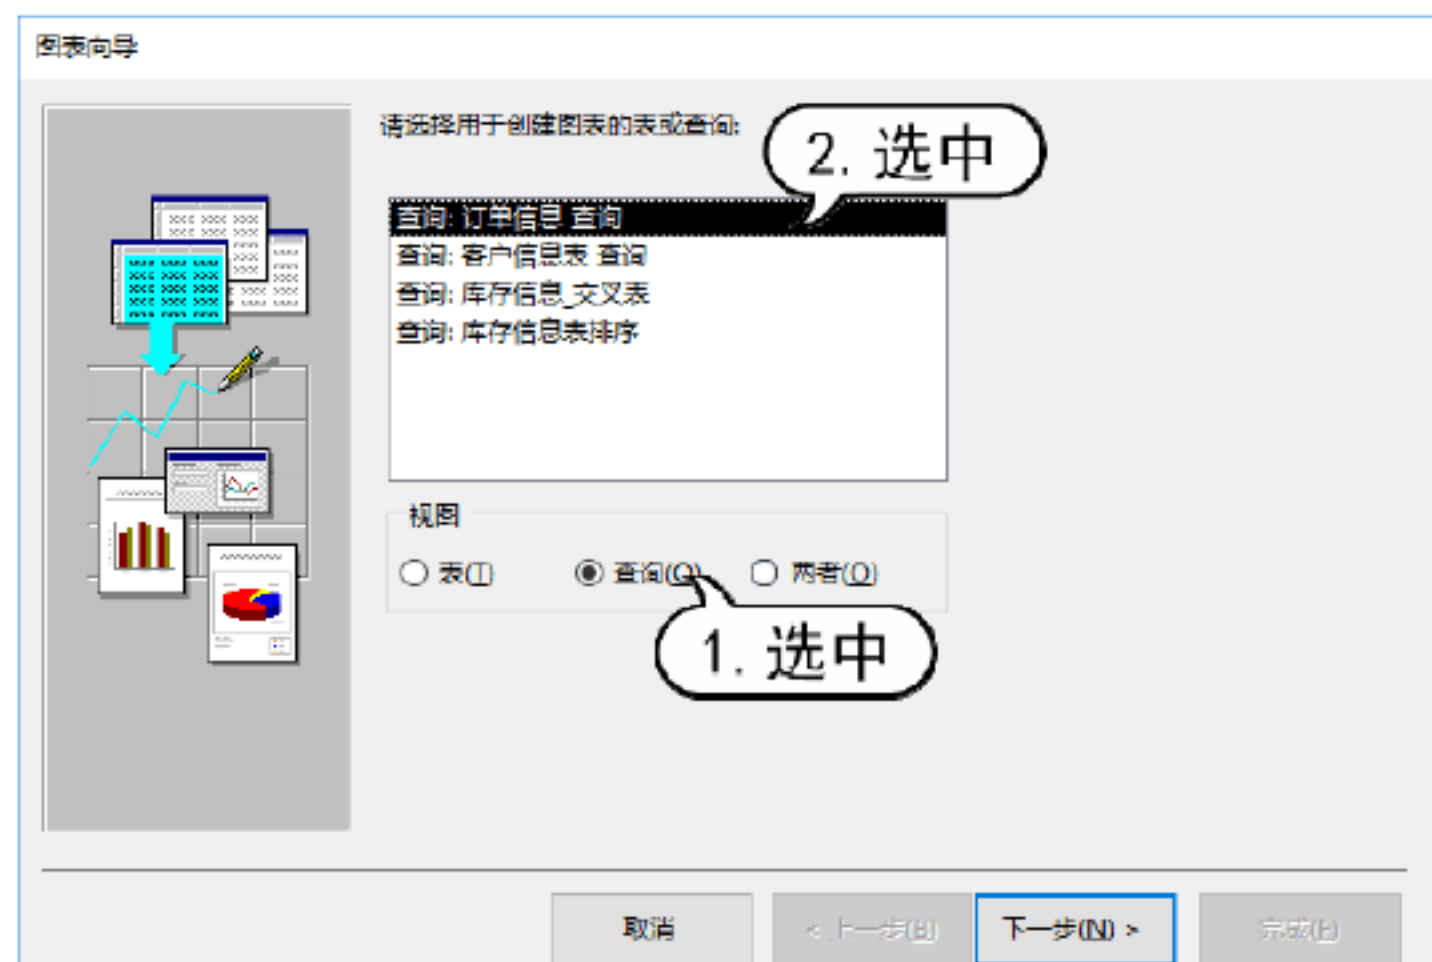 图表向导
请选择用于创建图表的表或查询:
2. 选中
查询: 订单信息 查询
查询: 客户信息表 查询
查询: 库存信息_交叉表
查询: 库存信息表排序
视图
表(T) 查询(Q) 两者(O)
1. 选中
取消 < 上一步(B) 下一步(N) > 完成(F)